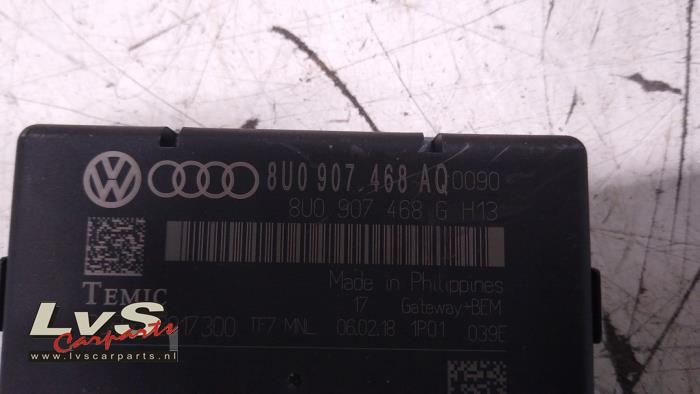 8U0 907 468 AQ 0090
8U0 907 468 G H13
Made in Philippines
TEMIC
17 Gateway+BEM
917300 TF7 MNL 06.02.18 1P01 039E
LvS
Carparts
www.lvscarparts.nl